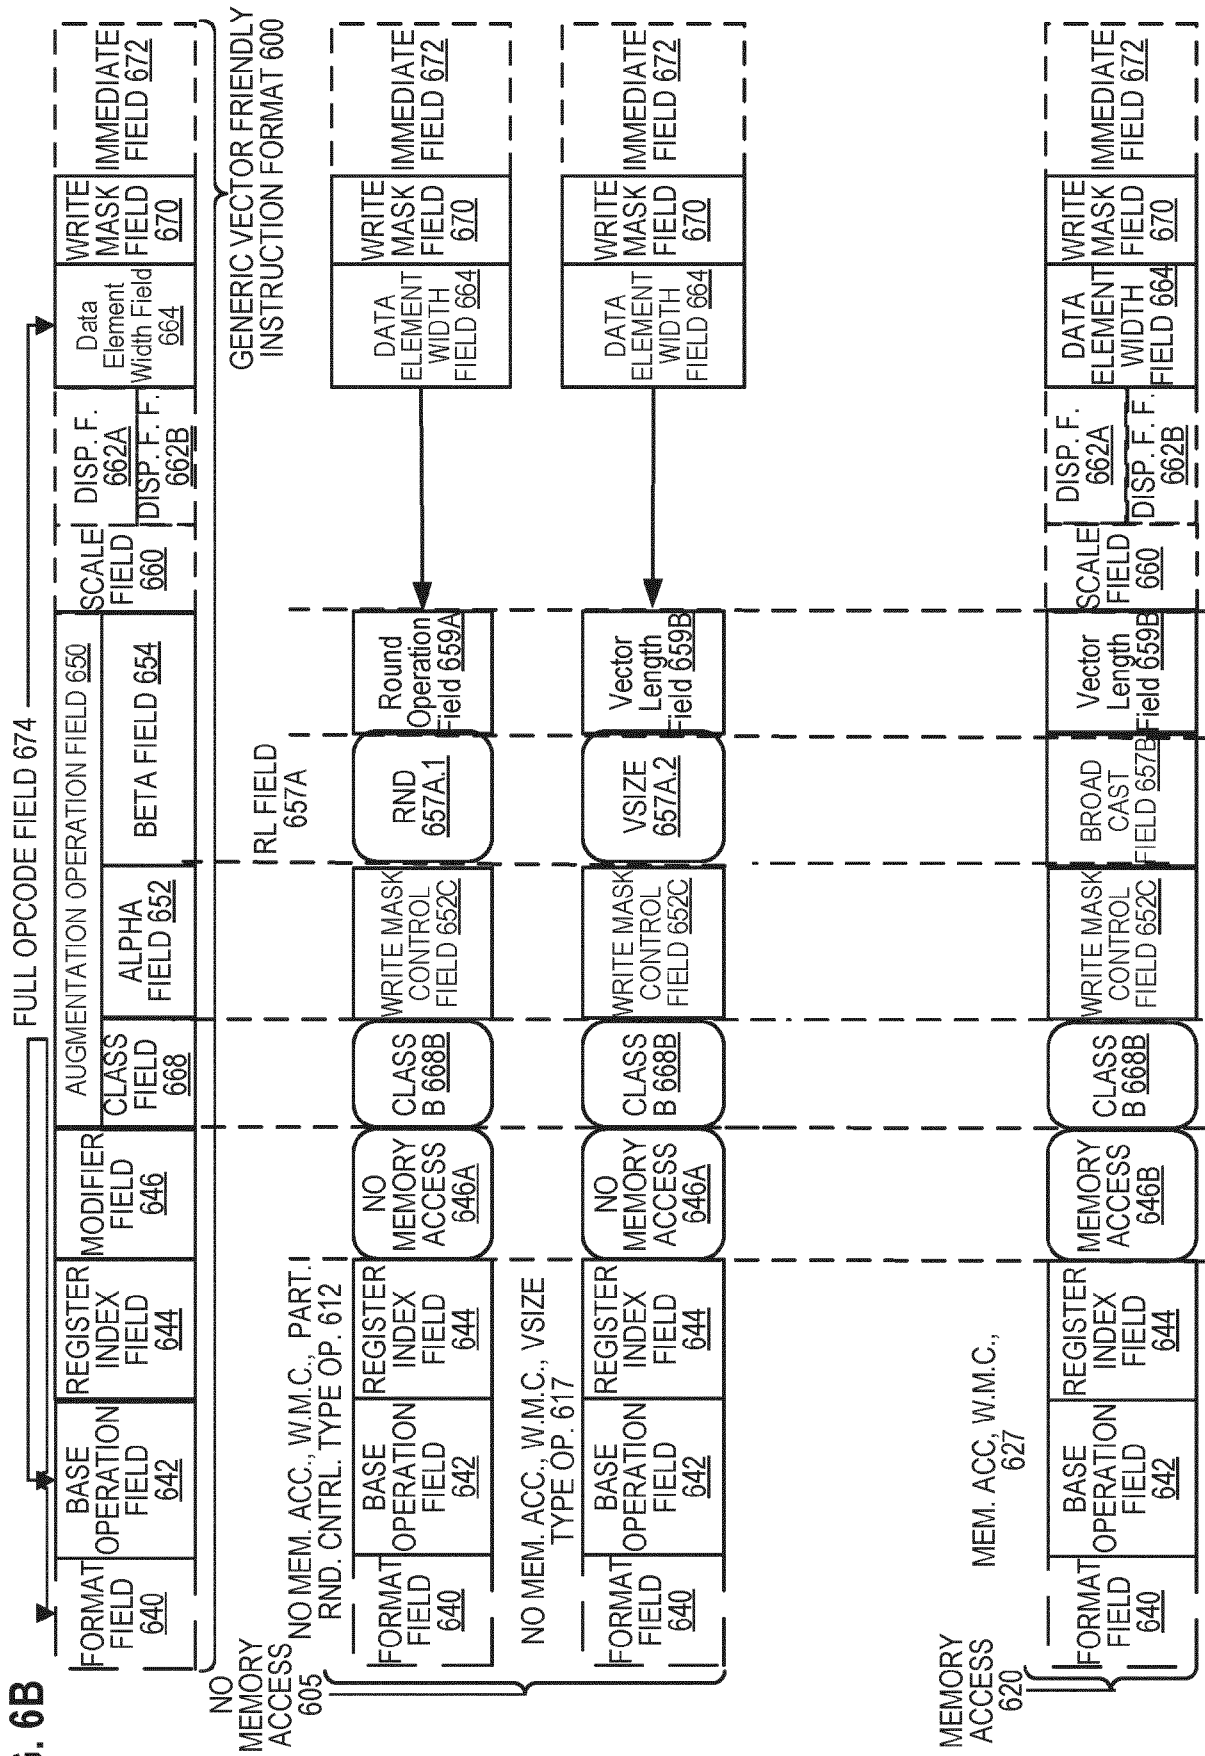 G. 6B
FULL OPCODE FIELD 674
FORMAT
FIELD
640
BASE
OPERATION
FIELD
642
REGISTER
INDEX
FIELD
644
MODIFIER
FIELD
646
AUGMENTATION OPERATION FIELD 650
CLASS
FIELD
668
ALPHA
FIELD 652
BETA FIELD 654
SCALE
FIELD
660
DISP. F.
662A
DISP. F. F.
662B
Data
Element
Width Field
664
WRITE
MASK
FIELD
670
IMMEDIATE
FIELD 672
GENERIC VECTOR FRIENDLY
INSTRUCTION FORMAT 600
NO
MEMORY
ACCESS
605
NO MEM. ACC., W.M.C., PART.
RND. CNTRL. TYPE OP. 612
RL FIELD
657A
FORMAT
FIELD
640
BASE
OPERATION
FIELD
642
REGISTER
INDEX
FIELD
644
NO
MEMORY
ACCESS
646A
CLASS
B 668B
WRITE MASK
CONTROL
FIELD 652C
RND
657A.1
Round
Operation
Field 659A
DATA
ELEMENT
WIDTH
FIELD 664
WRITE
MASK
FIELD
670
IMMEDIATE
FIELD 672
NO MEM. ACC., W.M.C., VSIZE
TYPE OP. 617
FORMAT
FIELD
640
BASE
OPERATION
FIELD
642
REGISTER
INDEX
FIELD
644
NO
MEMORY
ACCESS
646A
CLASS
B 668B
WRITE MASK
CONTROL
FIELD 652C
VSIZE
657A.2
Vector
Length
Field 659B
DATA
ELEMENT
WIDTH
FIELD 664
WRITE
MASK
FIELD
670
IMMEDIATE
FIELD 672
MEMORY
ACCESS
620
MEM. ACC, W.M.C.,
627
FORMAT
FIELD
640
BASE
OPERATION
FIELD
642
REGISTER
INDEX
FIELD
644
MEMORY
ACCESS
646B
CLASS
B 668B
WRITE MASK
CONTROL
FIELD 652C
BROAD
CAST
FIELD 657B
Vector
Length
Field 659B
SCALE
FIELD
660
DISP. F.
662A
DISP. F. F.
662B
DATA
ELEMENT
WIDTH
FIELD 664
WRITE
MASK
FIELD
670
IMMEDIATE
FIELD 672